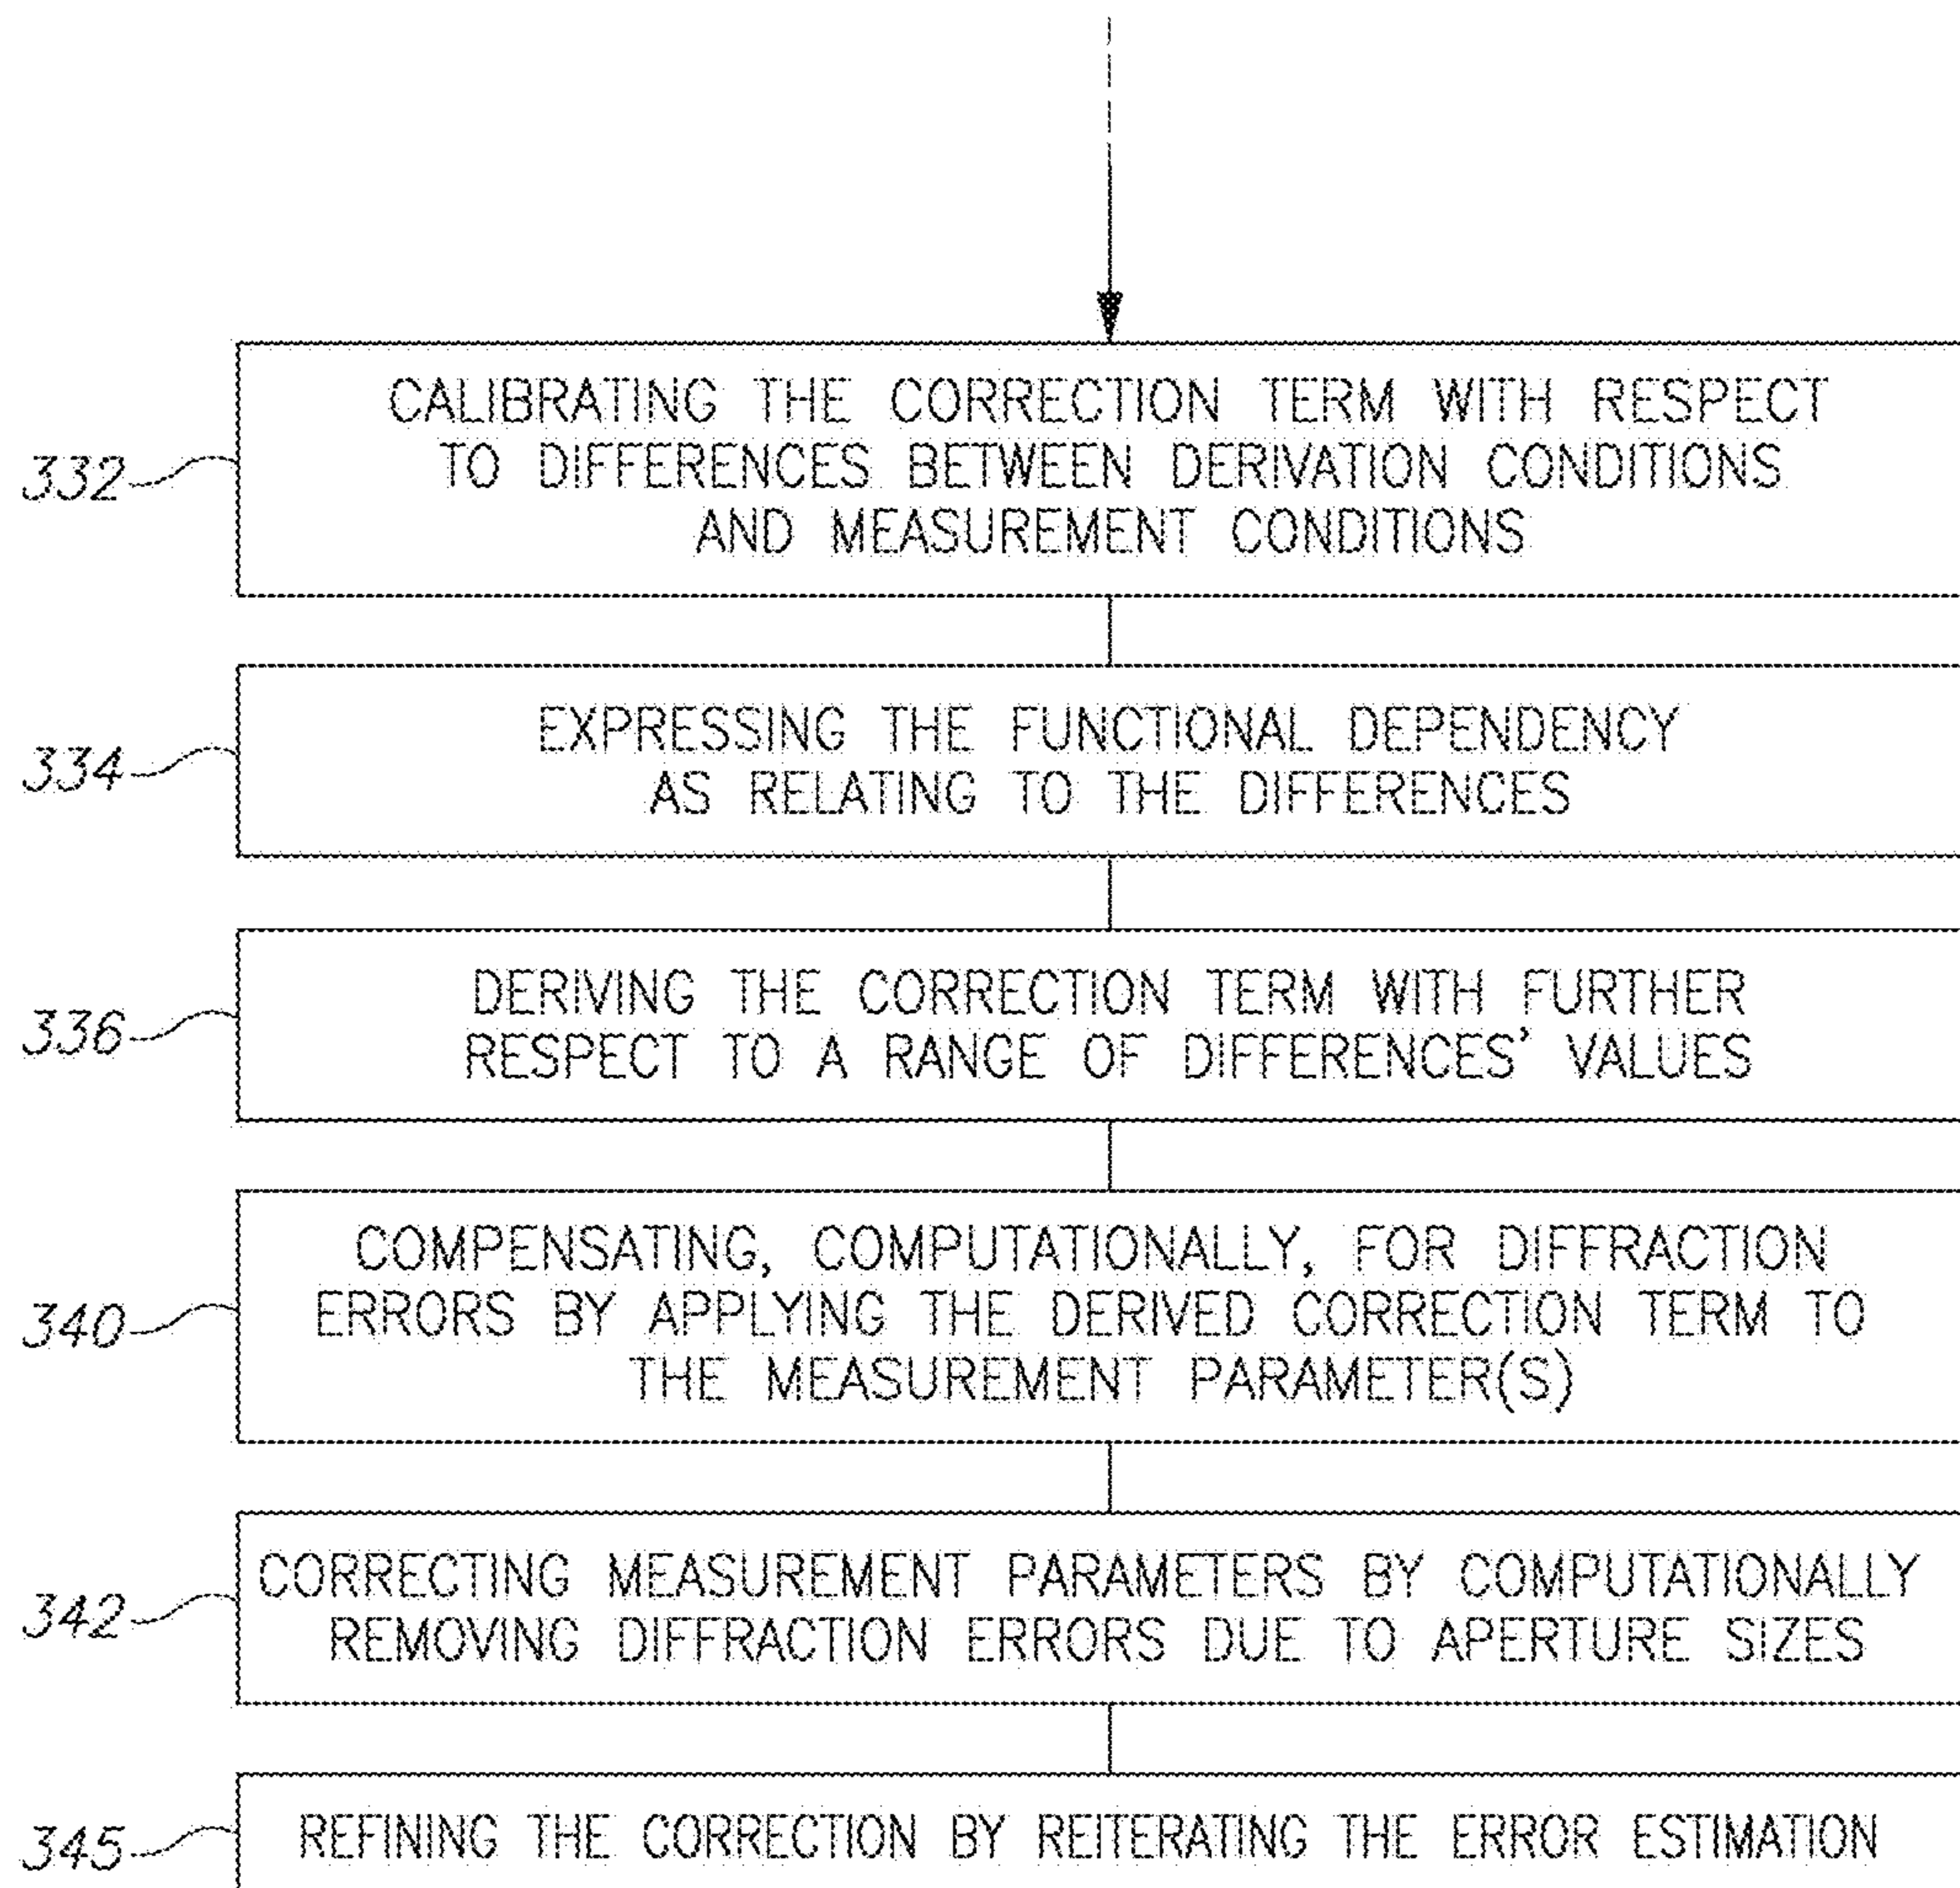 CALIBRATING THE CORRECTION TERM WITH RESPECT
TO DIFFERENCES BETWEEN DERIVATION CONDITIONS
AND MEASUREMENT CONDITIONS
332
EXPRESSING THE FUNCTIONAL DEPENDENCY
AS RELATING TO THE DIFFERENCES
334
DERIVING THE CORRECTION TERM WITH FURTHER
RESPECT TO A RANGE OF DIFFERENCES' VALUES
336
COMPENSATING, COMPUTATIONALLY, FOR DIFFRACTION
ERRORS BY APPLYING THE DERIVED CORRECTION TERM TO
THE MEASUREMENT PARAMETER(S)
340
CORRECTING MEASUREMENT PARAMETERS BY COMPUTATIONALLY
REMOVING DIFFRACTION ERRORS DUE TO APERTURE SIZES
342
REFINING THE CORRECTION BY REITERATING THE ERROR ESTIMATION
345